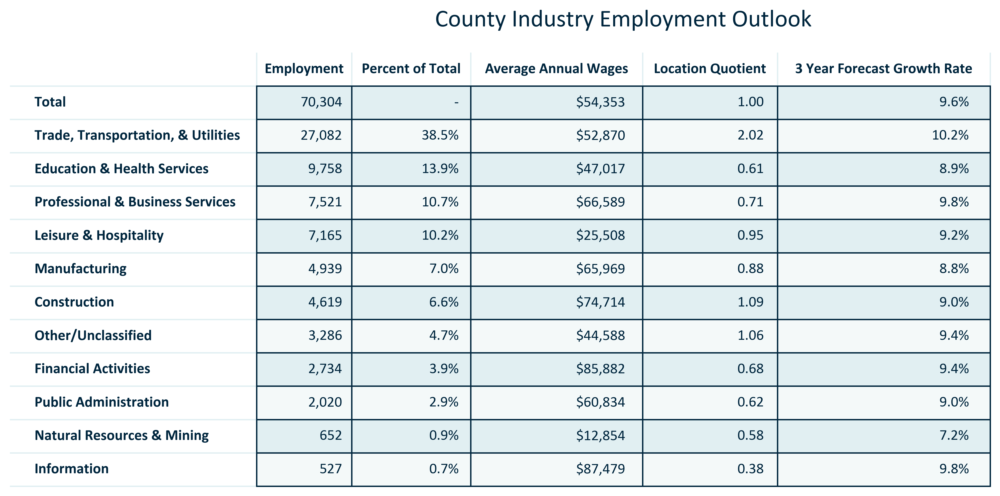 County Industry Employment Outlook
Employment Percent of Total Average Annual Wages Location Quotient 3 Year Forecast Growth Rate
Total 70,304 - $54,353 1.00 9.6%
Trade, Transportation, & Utilities 27,082 38.5% $52,870 2.02 10.2%
Education & Health Services 9,758 13.9% $47,017 0.61 8.9%
Professional & Business Services 7,521 10.7% $66,589 0.71 9.8%
Leisure & Hospitality 7,165 10.2% $25,508 0.95 9.2%
Manufacturing 4,939 7.0% $65,969 0.88 8.8%
Construction 4,619 6.6% $74,714 1.09 9.0%
Other/Unclassified 3,286 4.7% $44,588 1.06 9.4%
Financial Activities 2,734 3.9% $85,882 0.68 9.4%
Public Administration 2,020 2.9% $60,834 0.62 9.0%
Natural Resources & Mining 652 0.9% $12,854 0.58 7.2%
Information 527 0.7% $87,479 0.38 9.8%